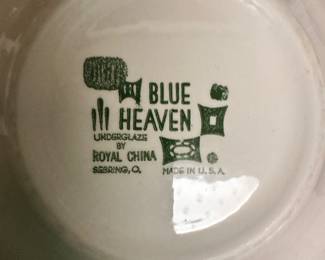 BLUE
HEAVEN
UNDERGLAZE
BY
ROYAL CHINA
SEBRING, O. MADE IN U.S.A.